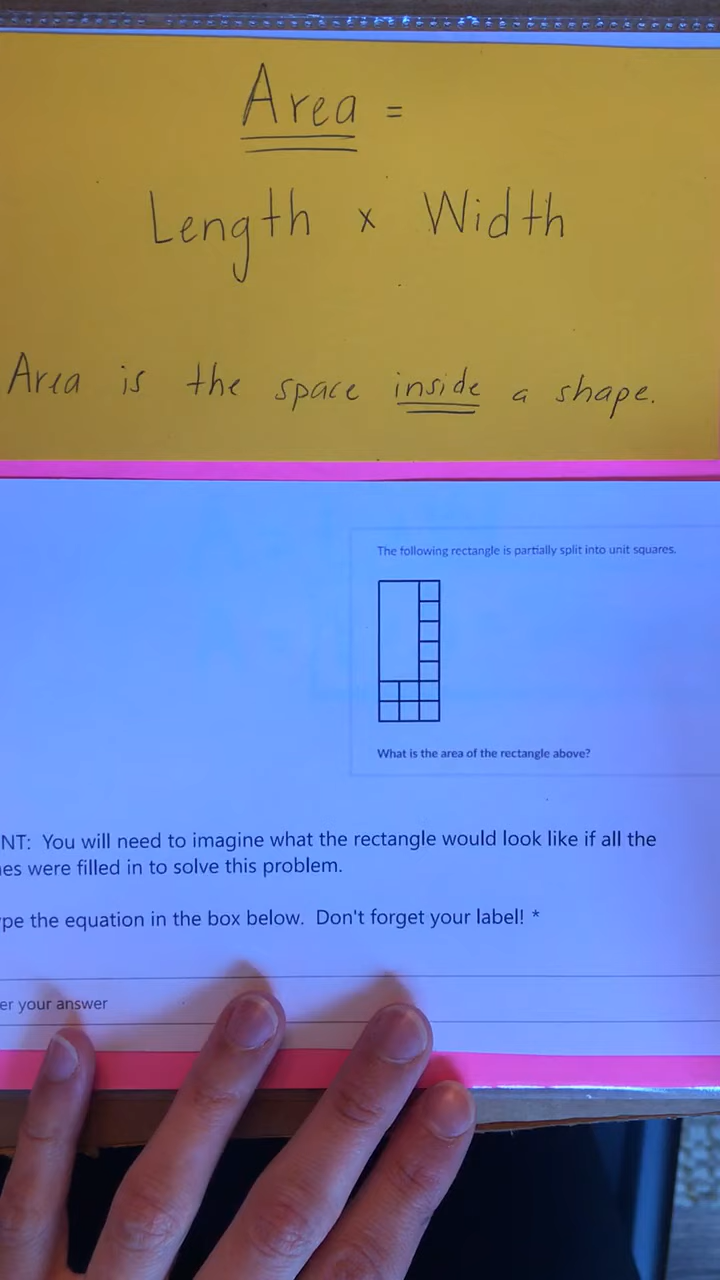 Area =
Length x Width
Area is the space inside a shape.
The following rectangle is partially split into unit squares.
What is the area of the rectangle above?
NT: You will need to imagine what the rectangle would look like if all the
es were filled in to solve this problem.
pe the equation in the box below. Don't forget your label! *
er your answer